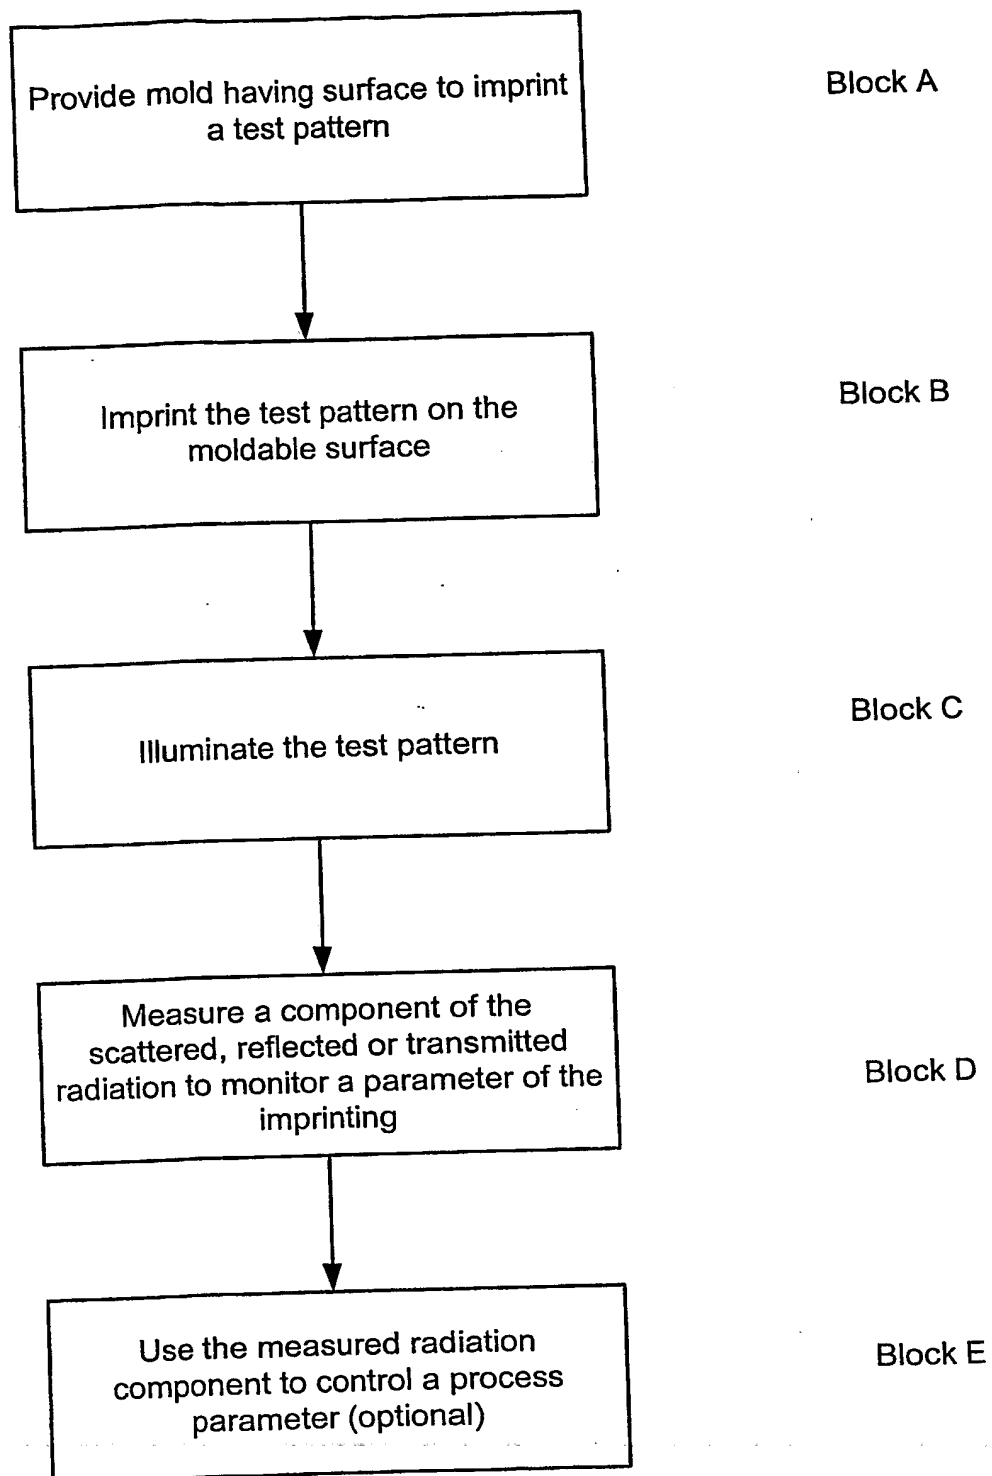 Provide mold having surface to imprint
a test pattern
Block A
Imprint the test pattern on the
moldable surface
Block B
Illuminate the test pattern
Block C
Measure a component of the
scattered, reflected or transmitted
radiation to monitor a parameter of the
imprinting
Block D
Use the measured radiation
component to control a process
parameter (optional)
Block E